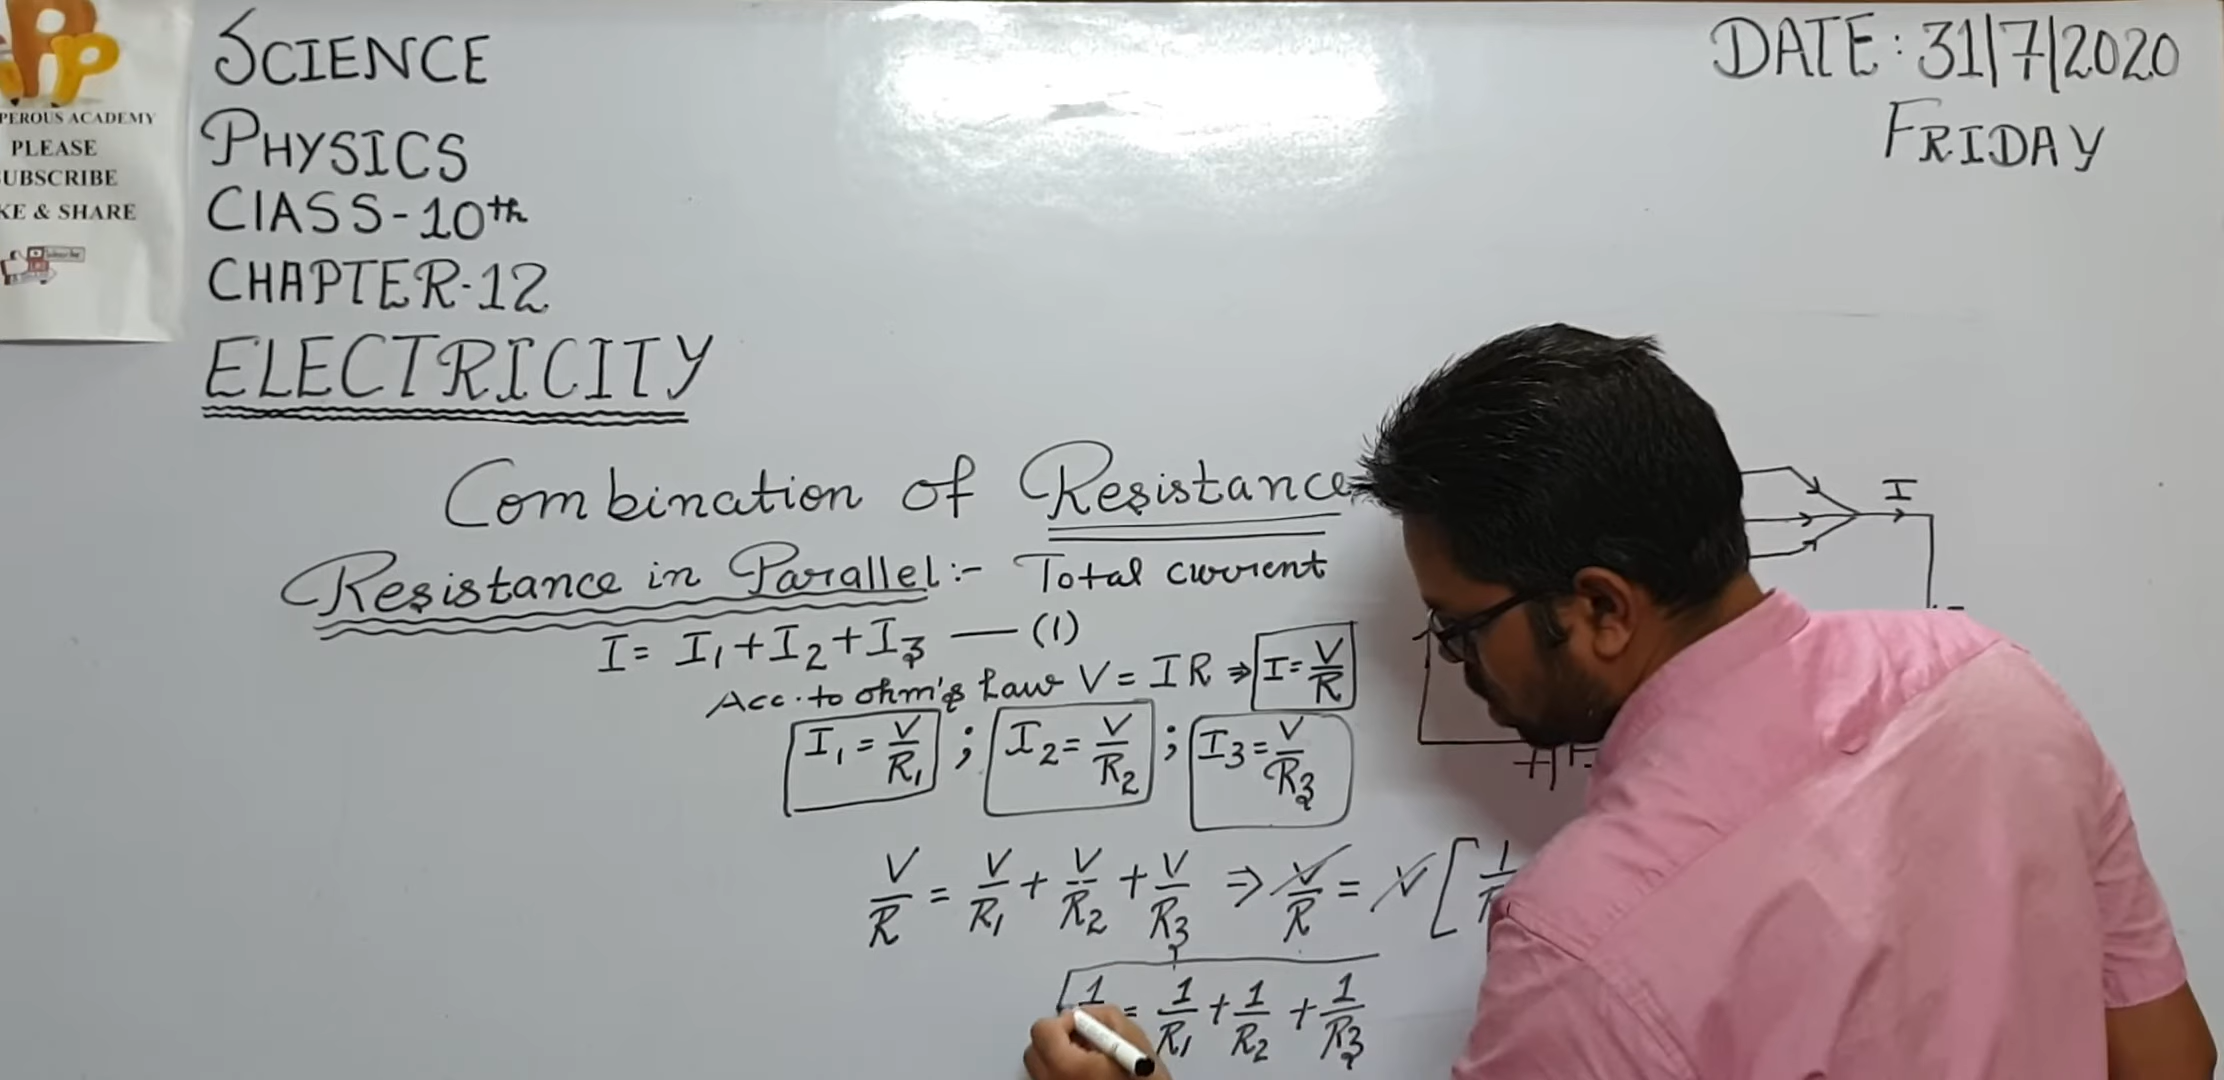 PEROUS ACADEMY
PLEASE
UBSCRIBE
KE & SHARE
SCIENCE
PHYSICS
ClASS-10th
CHAPTER-12
ELECTRICITY
DATE: 31/7/2020
FRIDAY
Combination of Resistance
Resistance in Parallel:- Total current
I = I₁ + I₂ + I₃ — (1)
Acc. to ohm's Law V = IR ⇒ I = V/R
I₁ = V/R₁ ; I₂ = V/R₂ ; I₃ = V/R₃
V/R = V/R₁ + V/R₂ + V/R₃ ⇒ V/R = V [ 1/
1 = 1/R₁ + 1/R₂ + 1/R₃
I
+ -